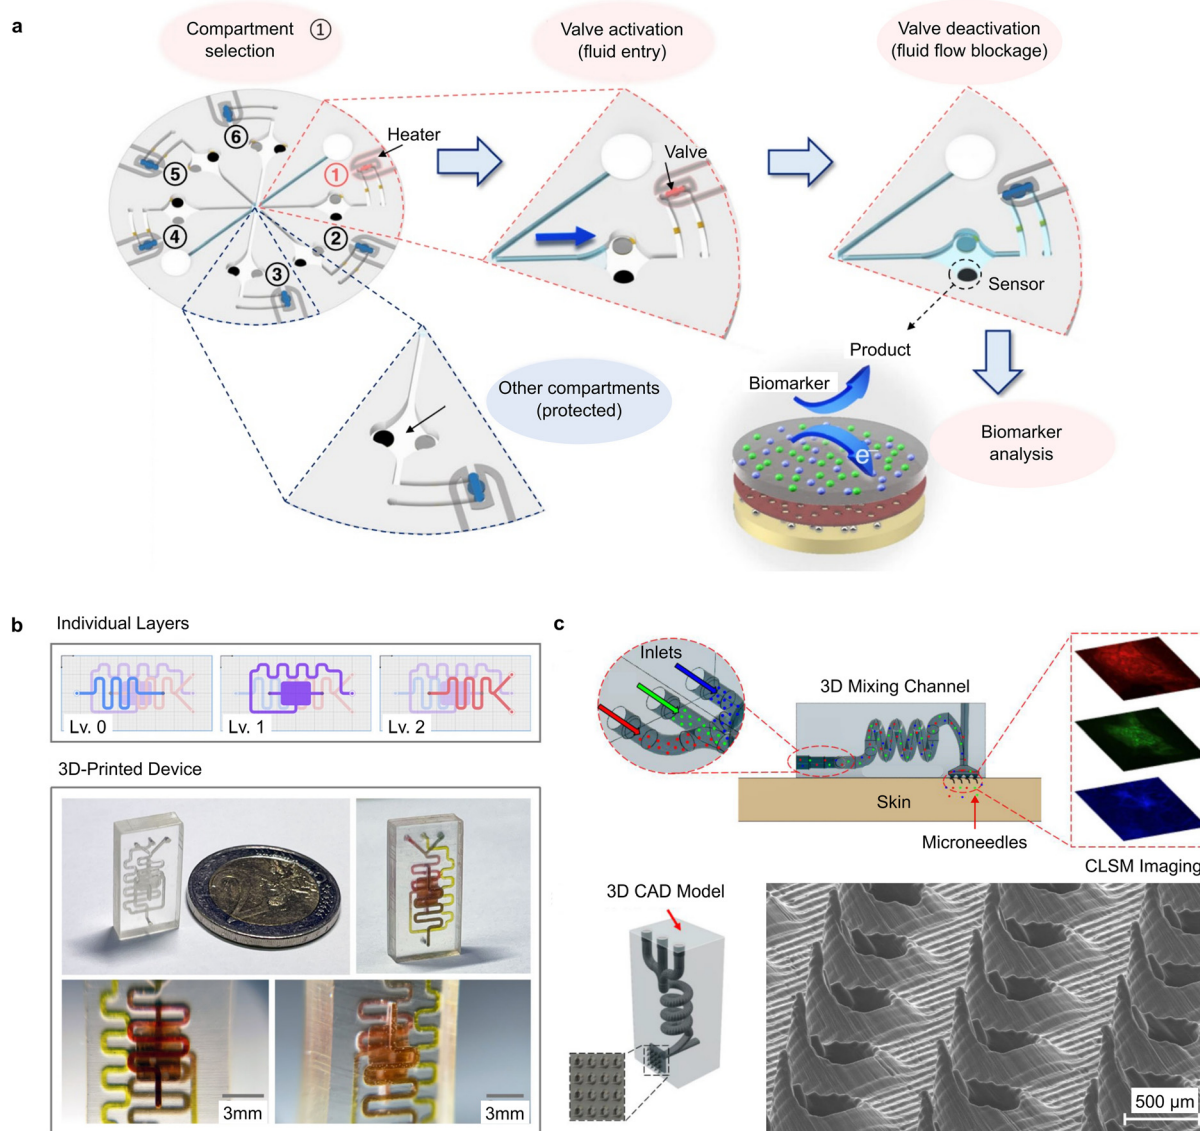 a
Compartment ①
selection
Valve activation
(fluid entry)
Valve deactivation
(fluid flow blockage)
Heater
Valve
⑥
⑤
①
④
②
③
Sensor
Other compartments
(protected)
Product
Biomarker
e⁻
Biomarker
analysis
b
Individual Layers
Lv. 0
Lv. 1
Lv. 2
3D-Printed Device
3mm
3mm
c
Inlets
3D Mixing Channel
Skin
Microneedles
CLSM Imaging
3D CAD Model
500 µm